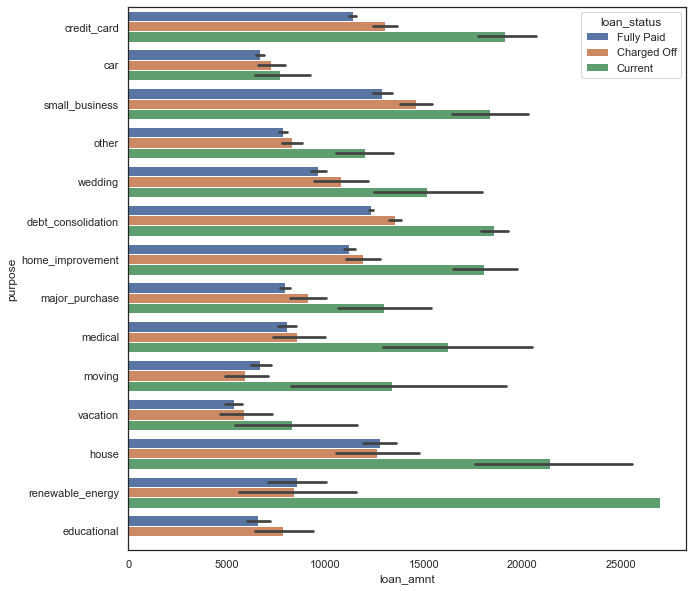 loan_status
Fully Paid
Charged Off
Current
purpose
credit_card
car
small_business
other
wedding
debt_consolidation
home_improvement
major_purchase
medical
moving
vacation
house
renewable_energy
educational
0 5000 10000 15000 20000 25000
loan_amnt